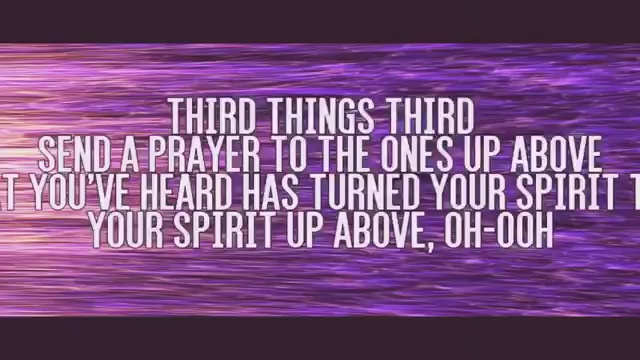 THIRD THINGS THIRD
SEND A PRAYER TO THE ONES UP ABOVE
YOU'VE HEARD HAS TURNED YOUR SPIRIT
YOUR SPIRIT UP ABOVE, OH-OOH